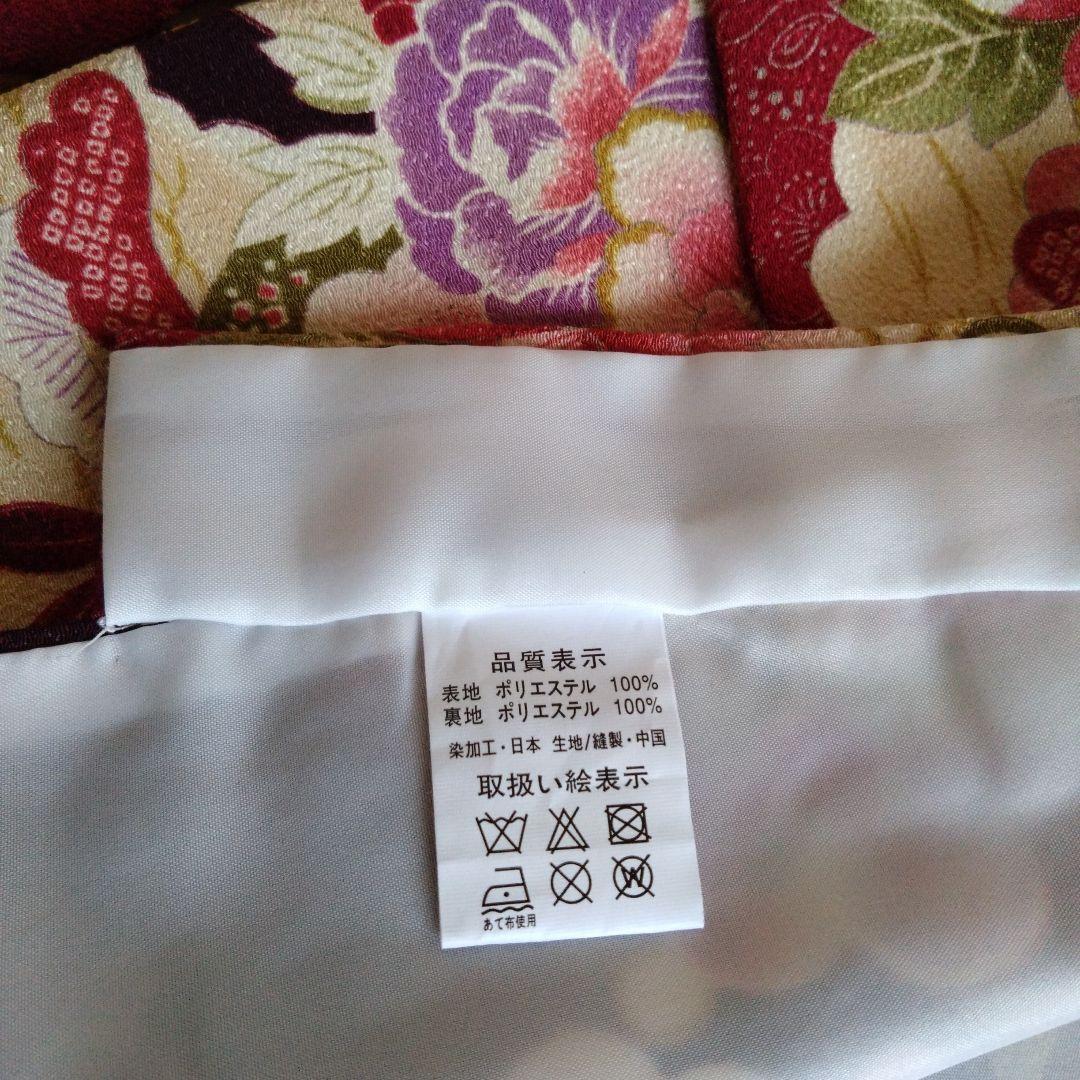 品質表示
表地 ポリエステル 100%
裏地 ポリエステル 100%
染加工・日本 生地/縫製・中国
取扱い絵表示
W
あて布使用